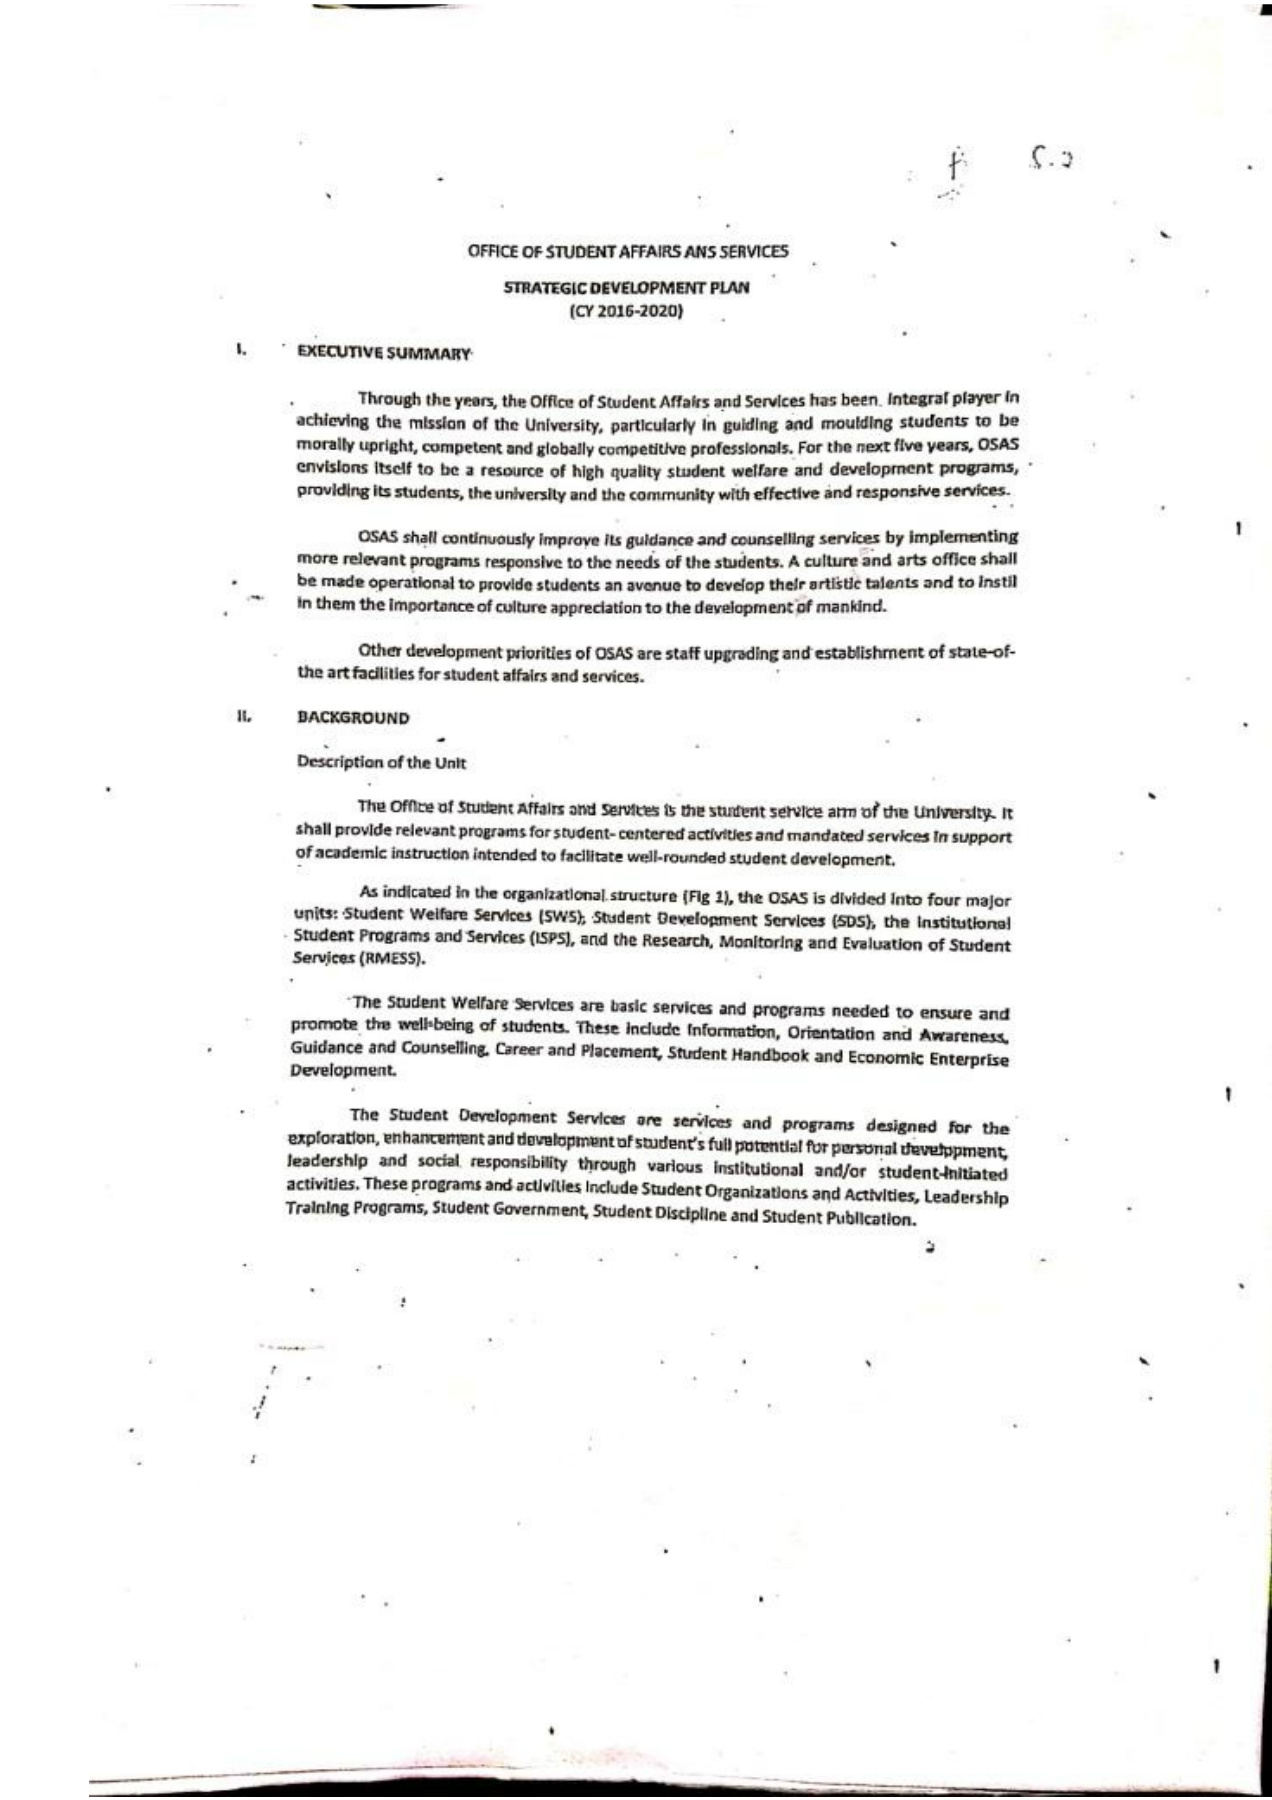 OFFICE OF STUDENT AFFAIRS ANS SERVICES
STRATEGIC DEVELOPMENT PLAN
(CY 2016-2020)
I. EXECUTIVE SUMMARY
Through the years, the Office of Student Affairs and Services has been. Integral player in
achieving the mission of the University, particularly in guiding and moulding students to be
morally upright, competent and globally competitive professionals. For the next five years, OSAS
envisions itself to be a resource of high quality student welfare and development programs,
providing its students, the university and the community with effective and responsive services.
OSAS shall continuously improve its guidance and counselling services by implementing
more relevant programs responsive to the needs of the students. A culture and arts office shall
be made operational to provide students an avenue to develop their artistic talents and to instil
in them the importance of culture appreciation to the development of mankind.
Other development priorities of OSAS are staff upgrading and establishment of state-of-
the art facilities for student affairs and services.
II. BACKGROUND
Description of the Unit
The Office of Student Affairs and Services is the student service arm of the University. It
shall provide relevant programs for student- centered activities and mandated services in support
of academic instruction intended to facilitate well-rounded student development.
As indicated in the organizational structure (Fig 1), the OSAS is divided into four major
units: Student Welfare Services (SWS); Student Development Services (SDS), the Institutional
Student Programs and Services (ISPS), and the Research, Monitoring and Evaluation of Student
Services (RMESS).
The Student Welfare Services are basic services and programs needed to ensure and
promote the well-being of students. These include Information, Orientation and Awareness,
Guidance and Counselling, Career and Placement, Student Handbook and Economic Enterprise
Development.
The Student Development Services are services and programs designed for the
exploration, enhancement and development of student's full potential for personal development,
leadership and social responsibility through various institutional and/or student-initiated
activities. These programs and activities include Student Organizations and Activities, Leadership
Training Programs, Student Government, Student Discipline and Student Publication.